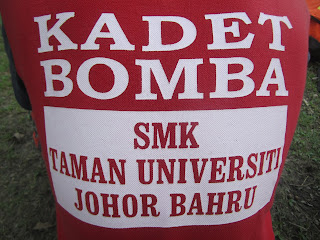 KADET
BOMBA
SMK
TAMAN UNIVERSITI
JOHOR BAHRU